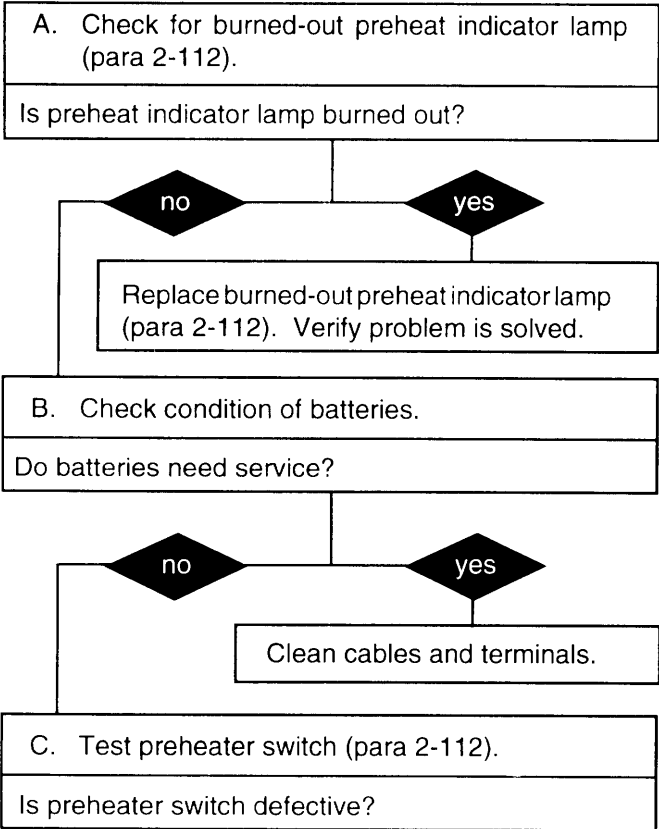 A. Check for burned-out preheat indicator lamp
(para 2-112).
Is preheat indicator lamp burned out?
no
yes
Replace burned-out preheat indicator lamp
(para 2-112). Verify problem is solved.
B. Check condition of batteries.
Do batteries need service?
no
yes
Clean cables and terminals.
C. Test preheater switch (para 2-112).
Is preheater switch defective?